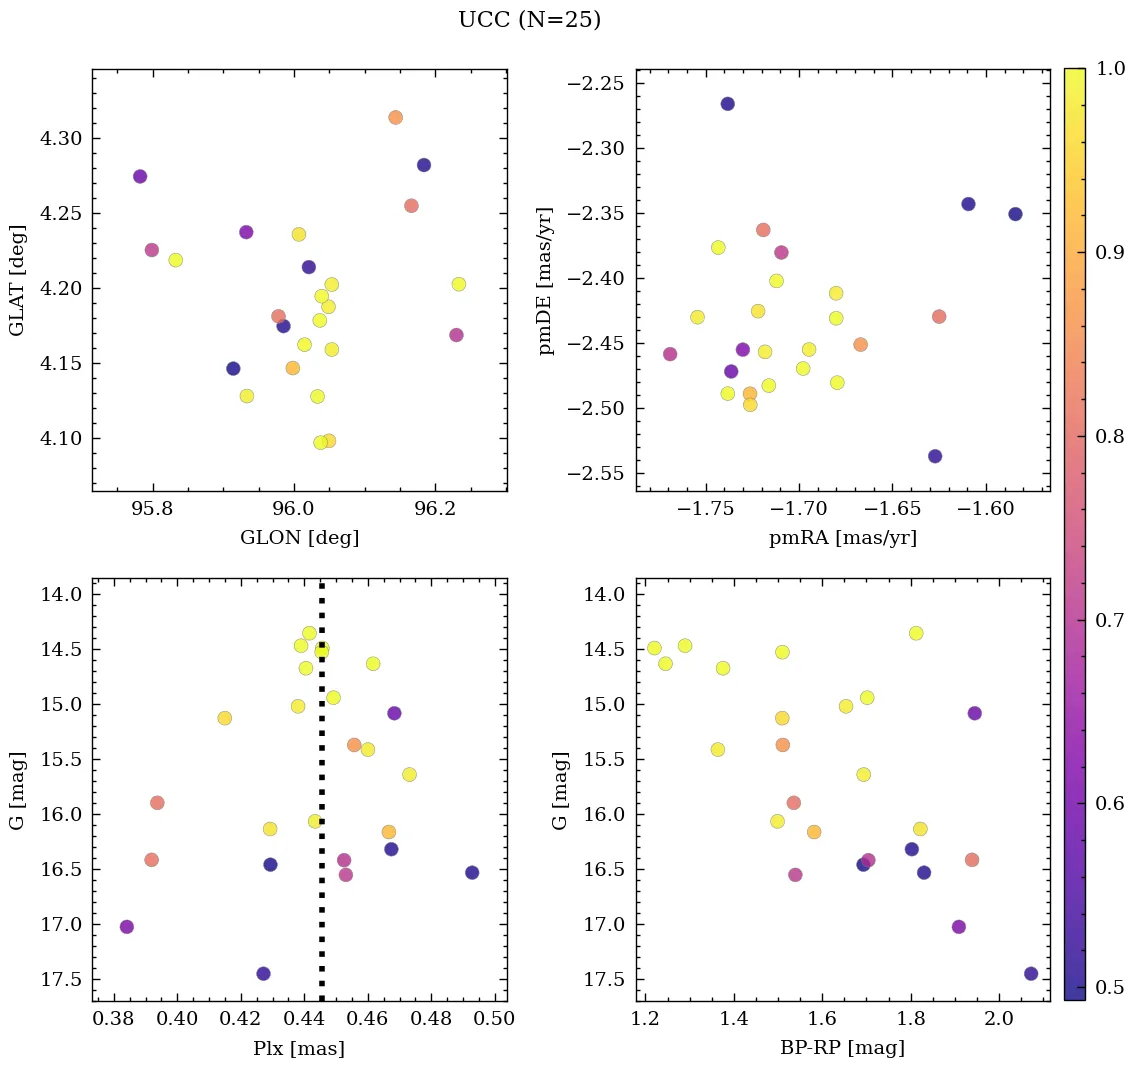 UCC (N=25)
4.30
4.25
4.20
4.15
4.10
GLAT [deg]
95.8 96.0 96.2
GLON [deg]
−2.25
−2.30
−2.35
−2.40
−2.45
−2.50
−2.55
pmDE [mas/yr]
−1.75 −1.70 −1.65 −1.60
pmRA [mas/yr]
14.0
14.5
15.0
15.5
16.0
16.5
17.0
17.5
G [mag]
0.38 0.40 0.42 0.44 0.46 0.48 0.50
Plx [mas]
14.0
14.5
15.0
15.5
16.0
16.5
17.0
17.5
G [mag]
1.2 1.4 1.6 1.8 2.0
BP-RP [mag]
1.0
0.9
0.8
0.7
0.6
0.5